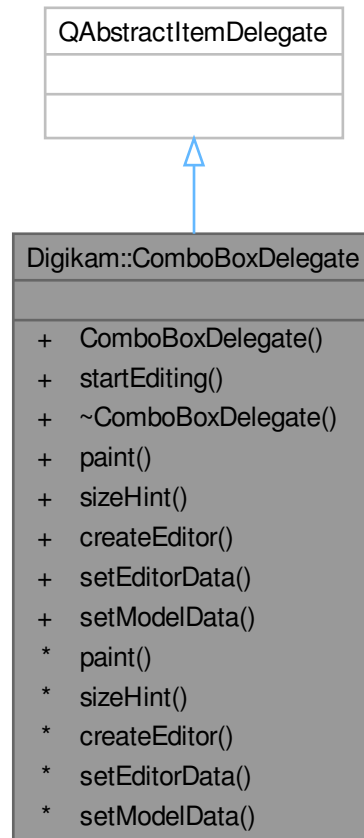 QAbstractItemDelegate
Digikam::ComboBoxDelegate
+ ComboBoxDelegate()
+ startEditing()
+ ~ComboBoxDelegate()
+ paint()
+ sizeHint()
+ createEditor()
+ setEditorData()
+ setModelData()
* paint()
* sizeHint()
* createEditor()
* setEditorData()
* setModelData()